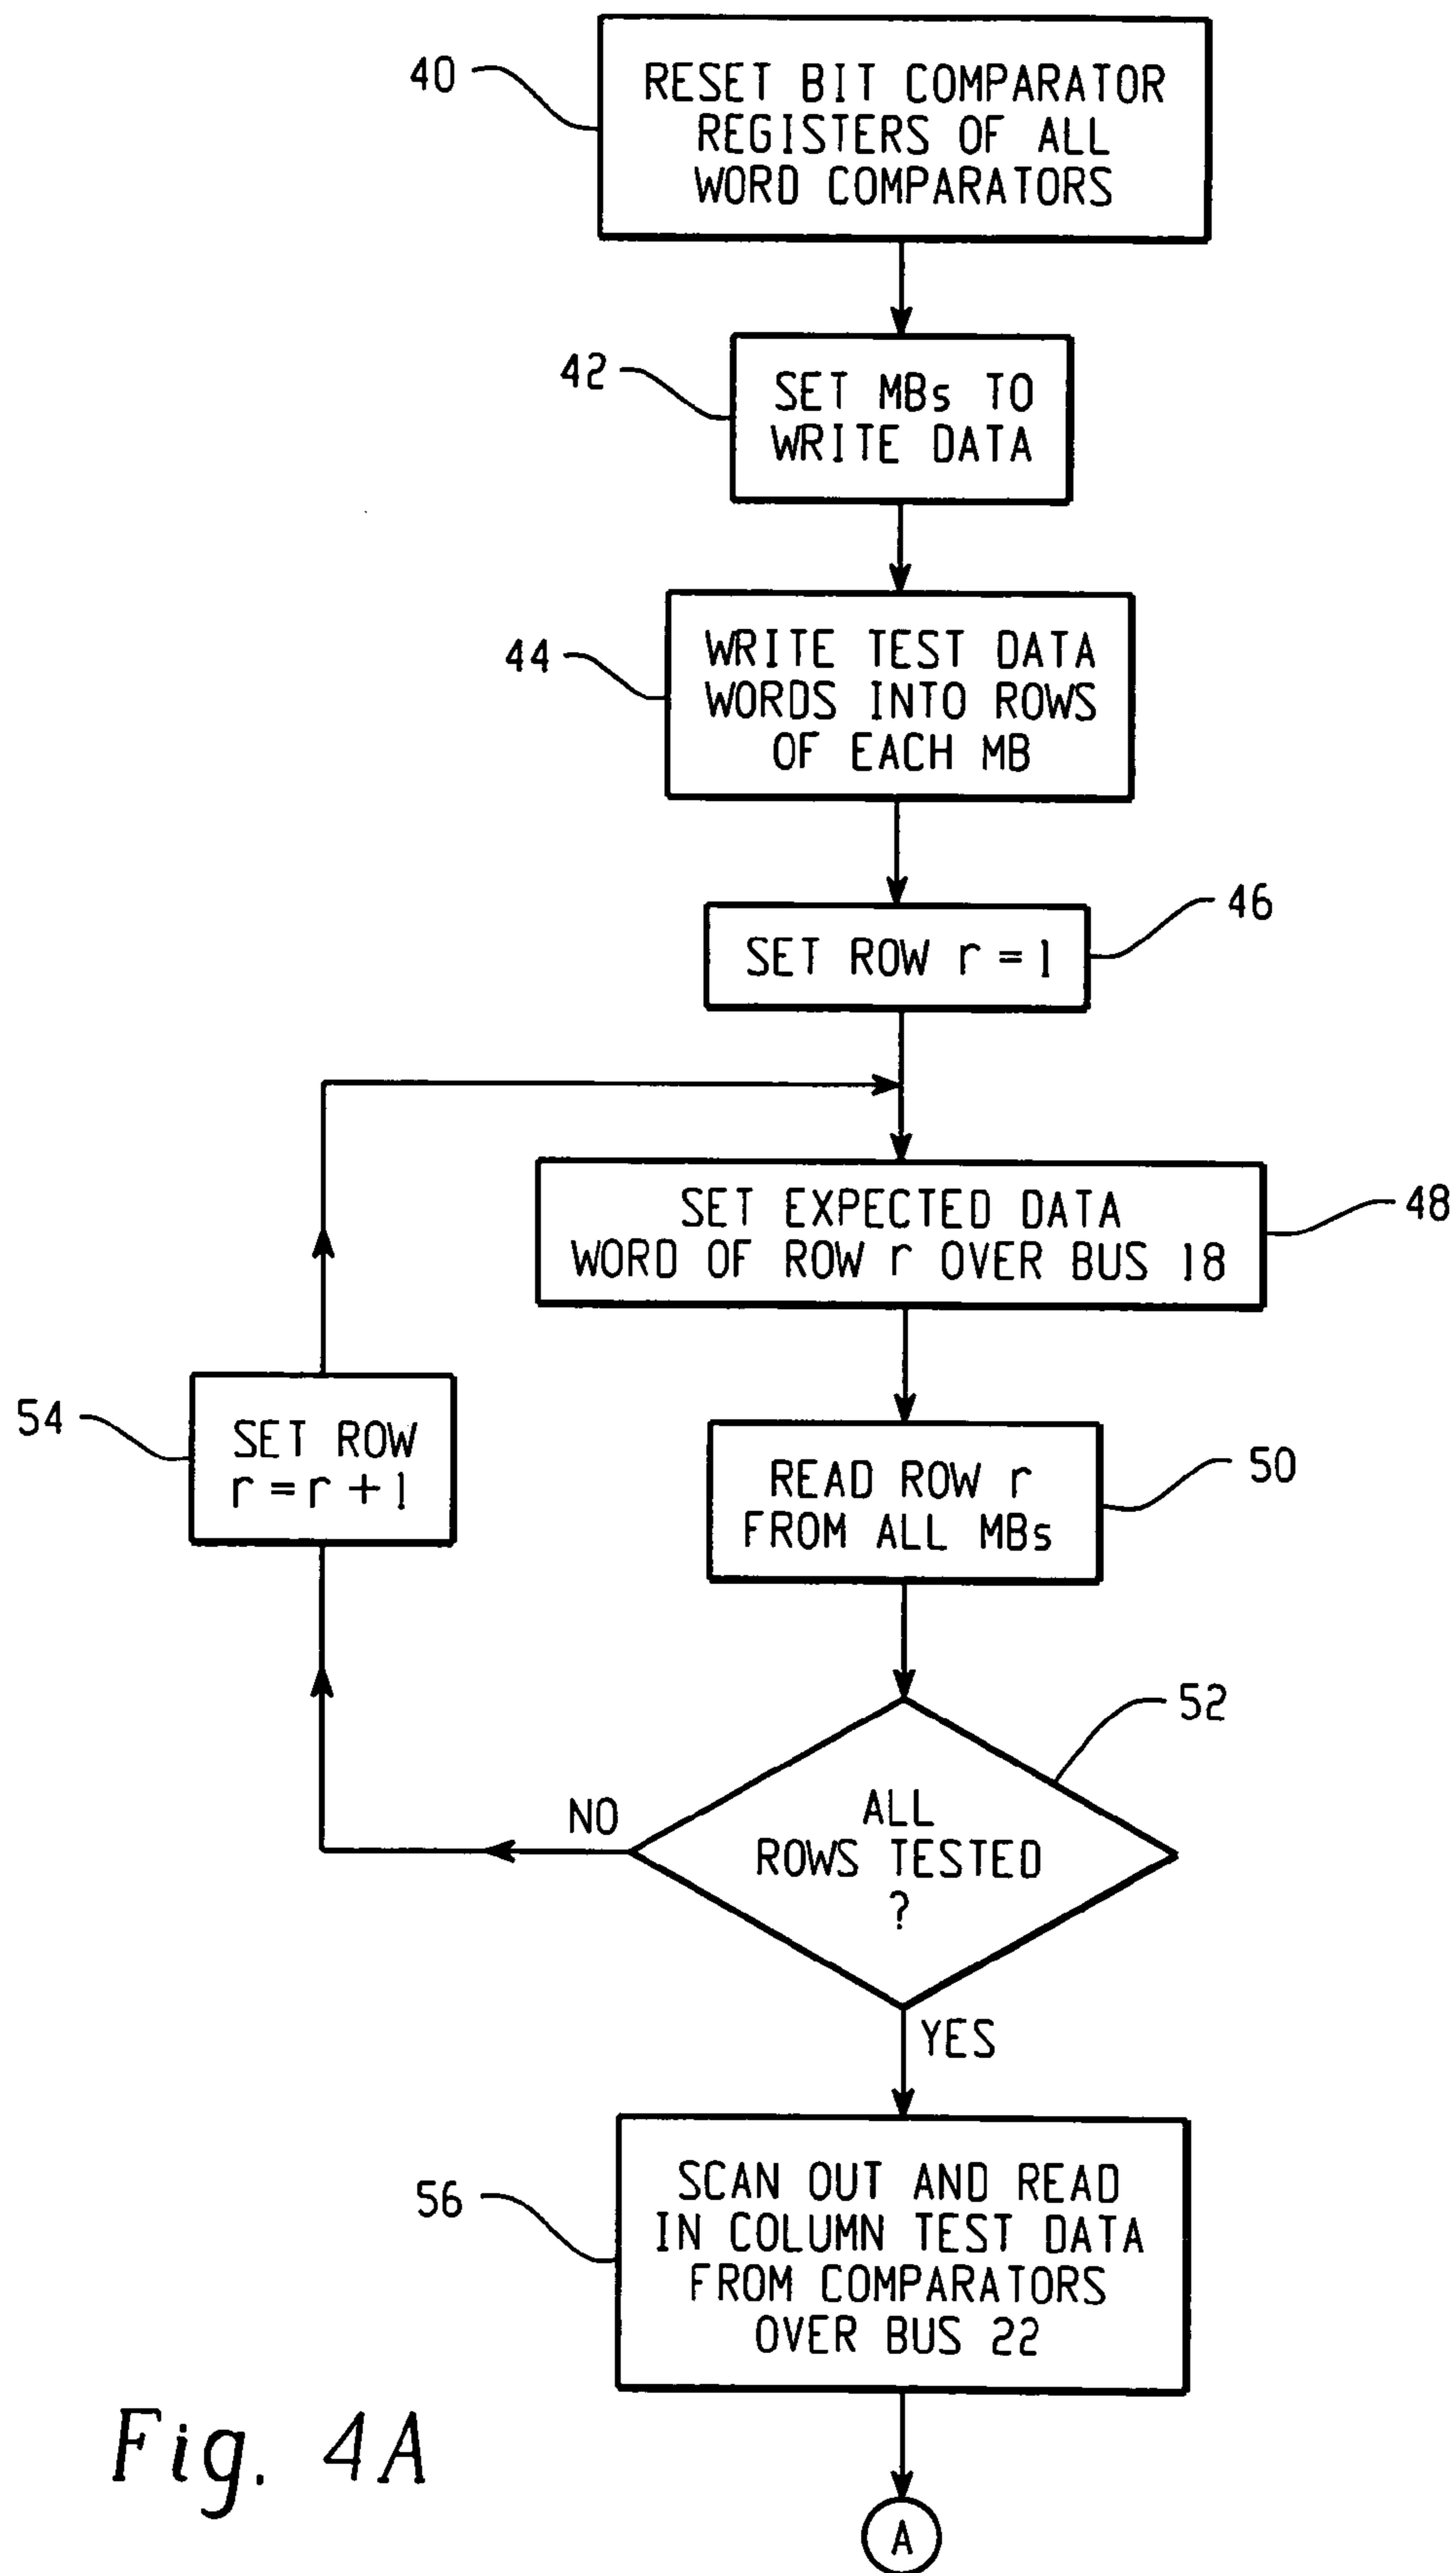 40
RESET BIT COMPARATOR
REGISTERS OF ALL
WORD COMPARATORS
42
SET MBs TO
WRITE DATA
44
WRITE TEST DATA
WORDS INTO ROWS
OF EACH MB
46
SET ROW r = 1
48
SET EXPECTED DATA
WORD OF ROW r OVER BUS 18
54
SET ROW
r = r + 1
50
READ ROW r
FROM ALL MBs
52
NO
ALL
ROWS TESTED
?
YES
56
SCAN OUT AND READ
IN COLUMN TEST DATA
FROM COMPARATORS
OVER BUS 22
Fig. 4A
A